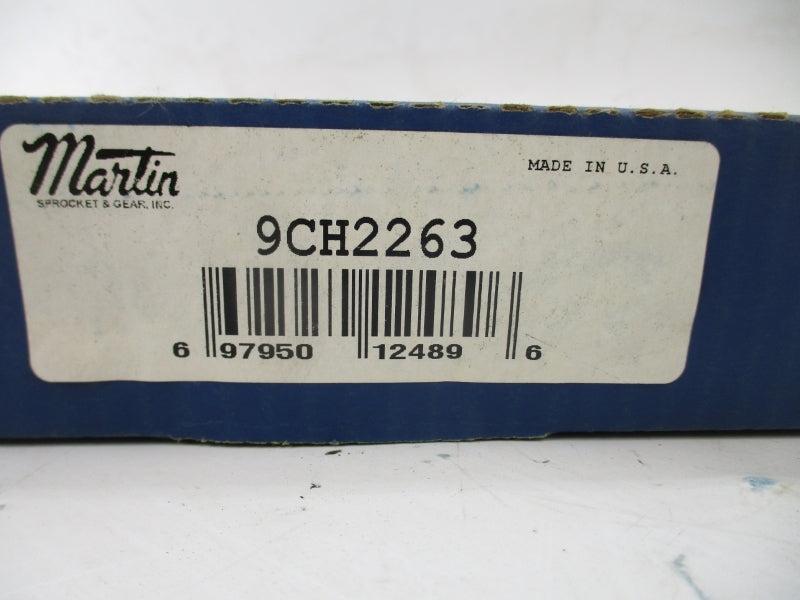 Martin
SPROCKET & GEAR, INC.
MADE IN U.S.A.
9CH2263
6 97950 12489 6